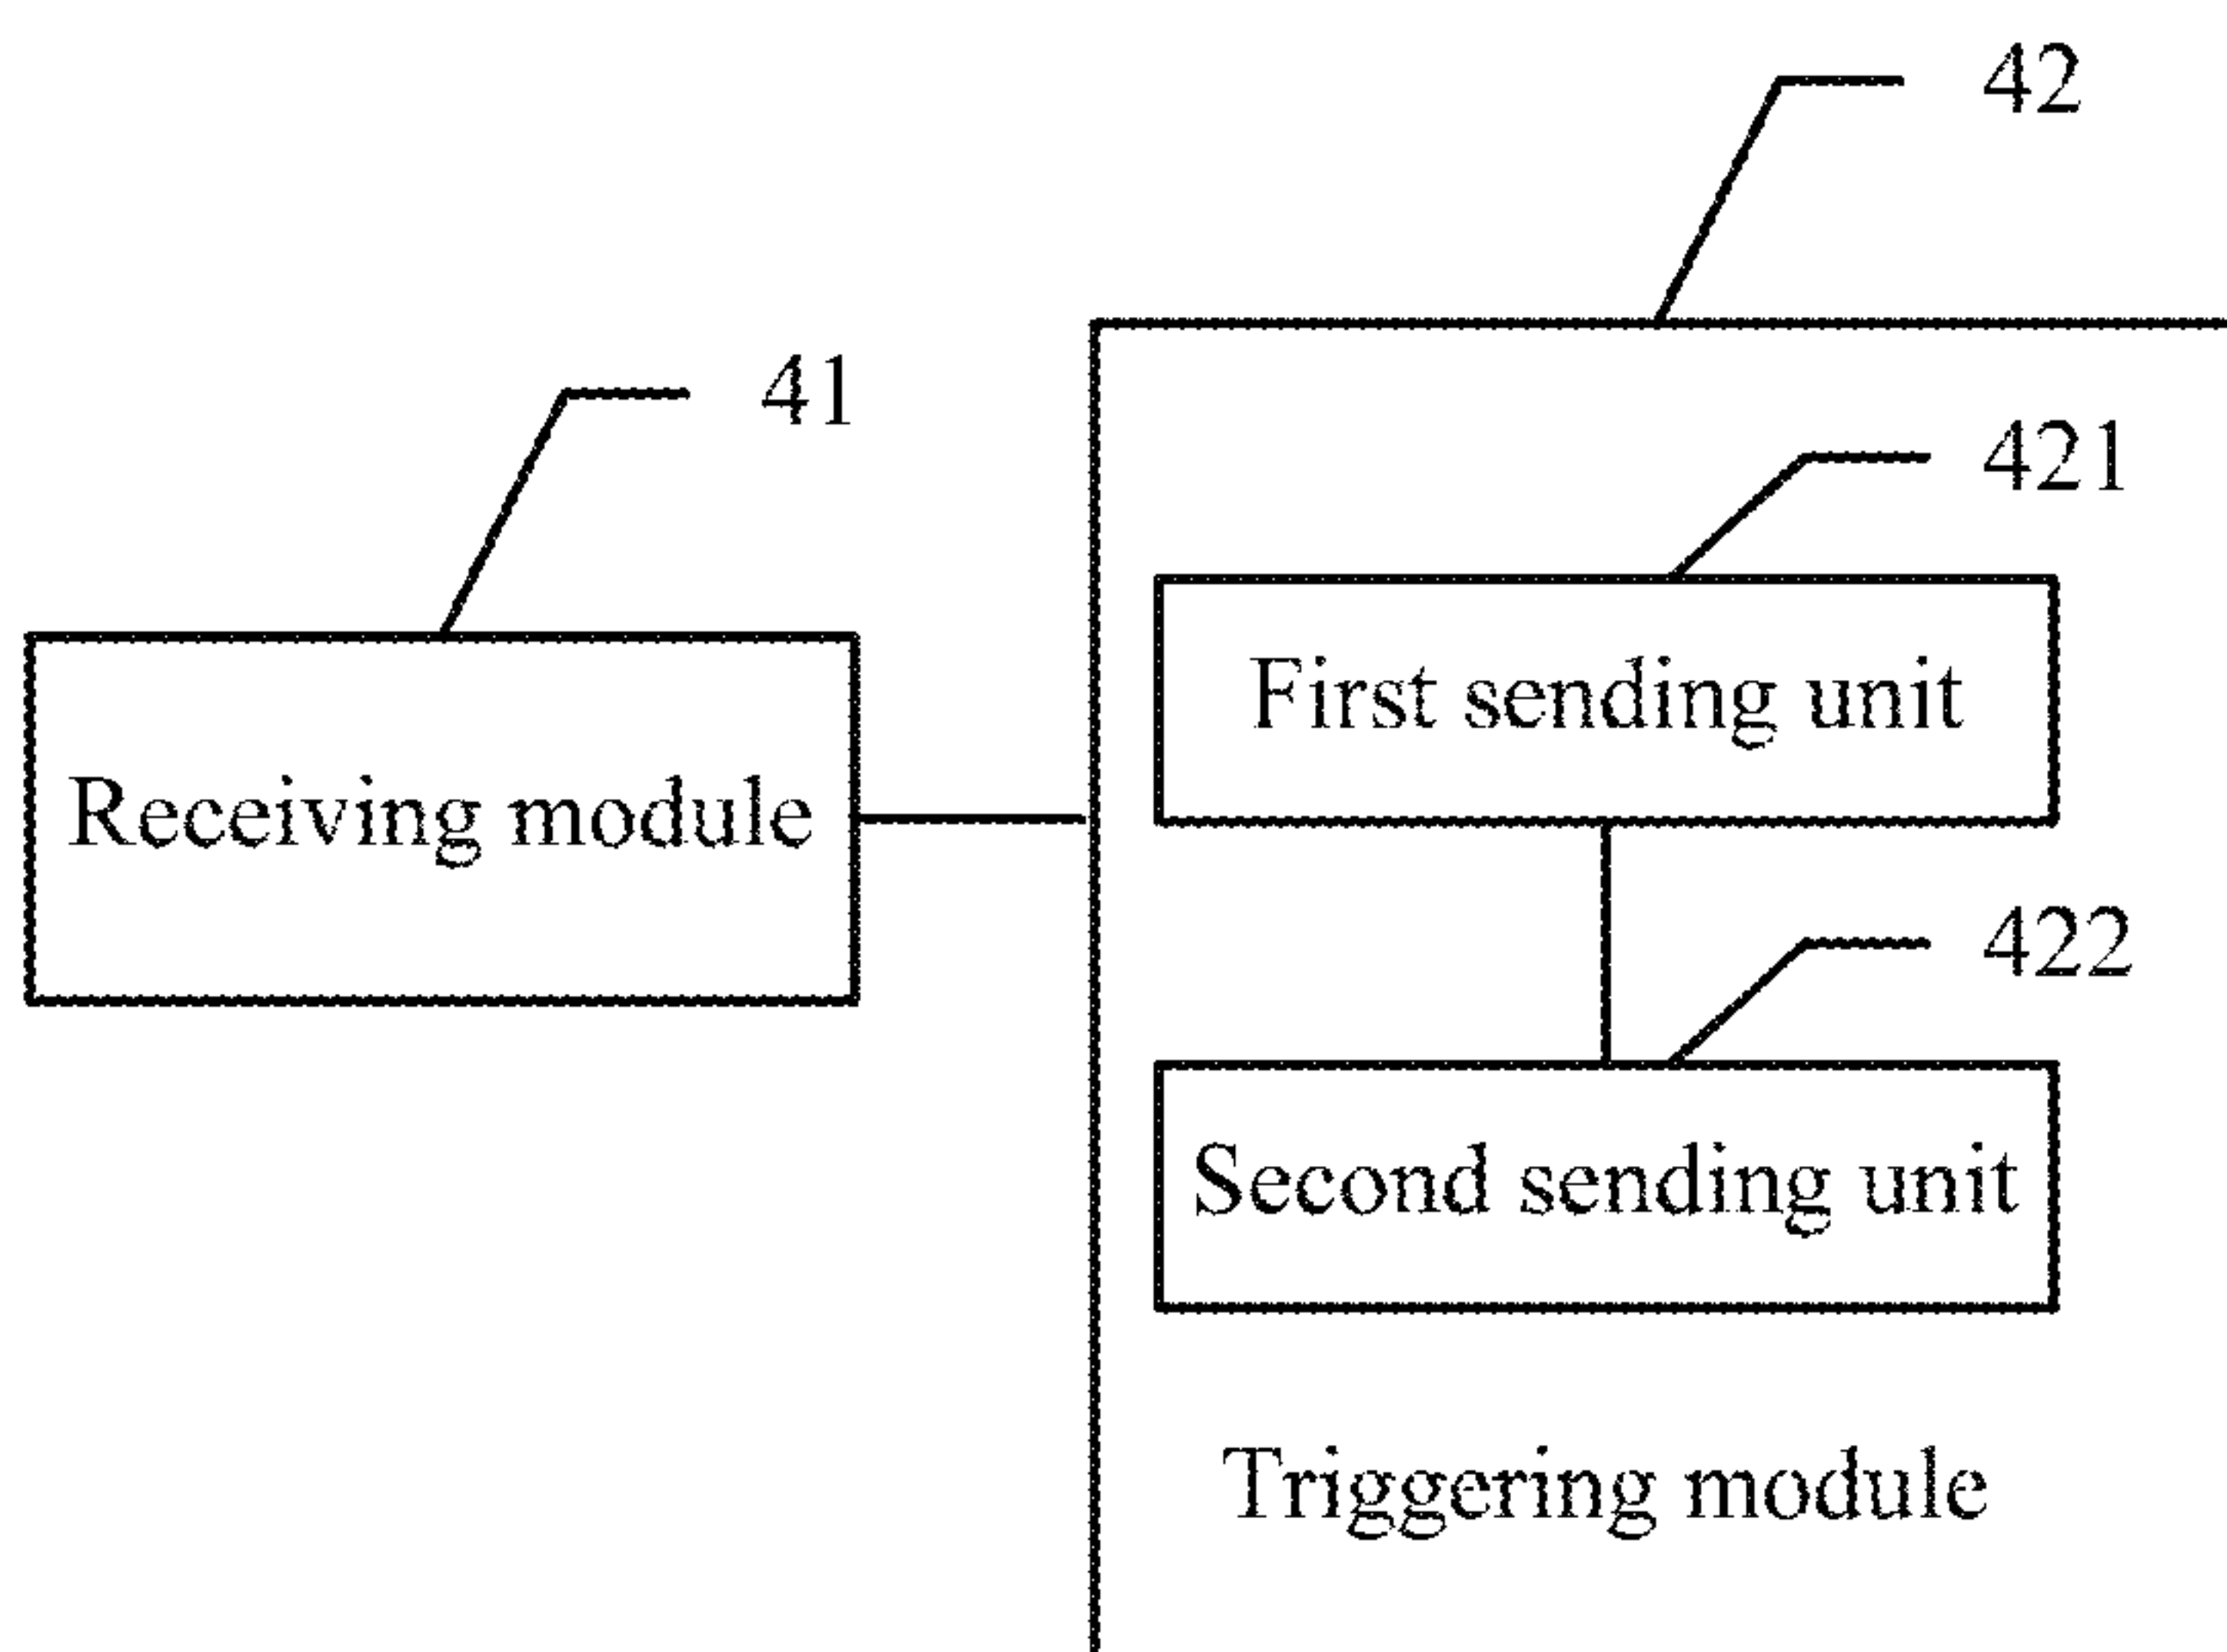 42
41
421
First sending unit
Receiving module
422
Second sending unit
Triggering module